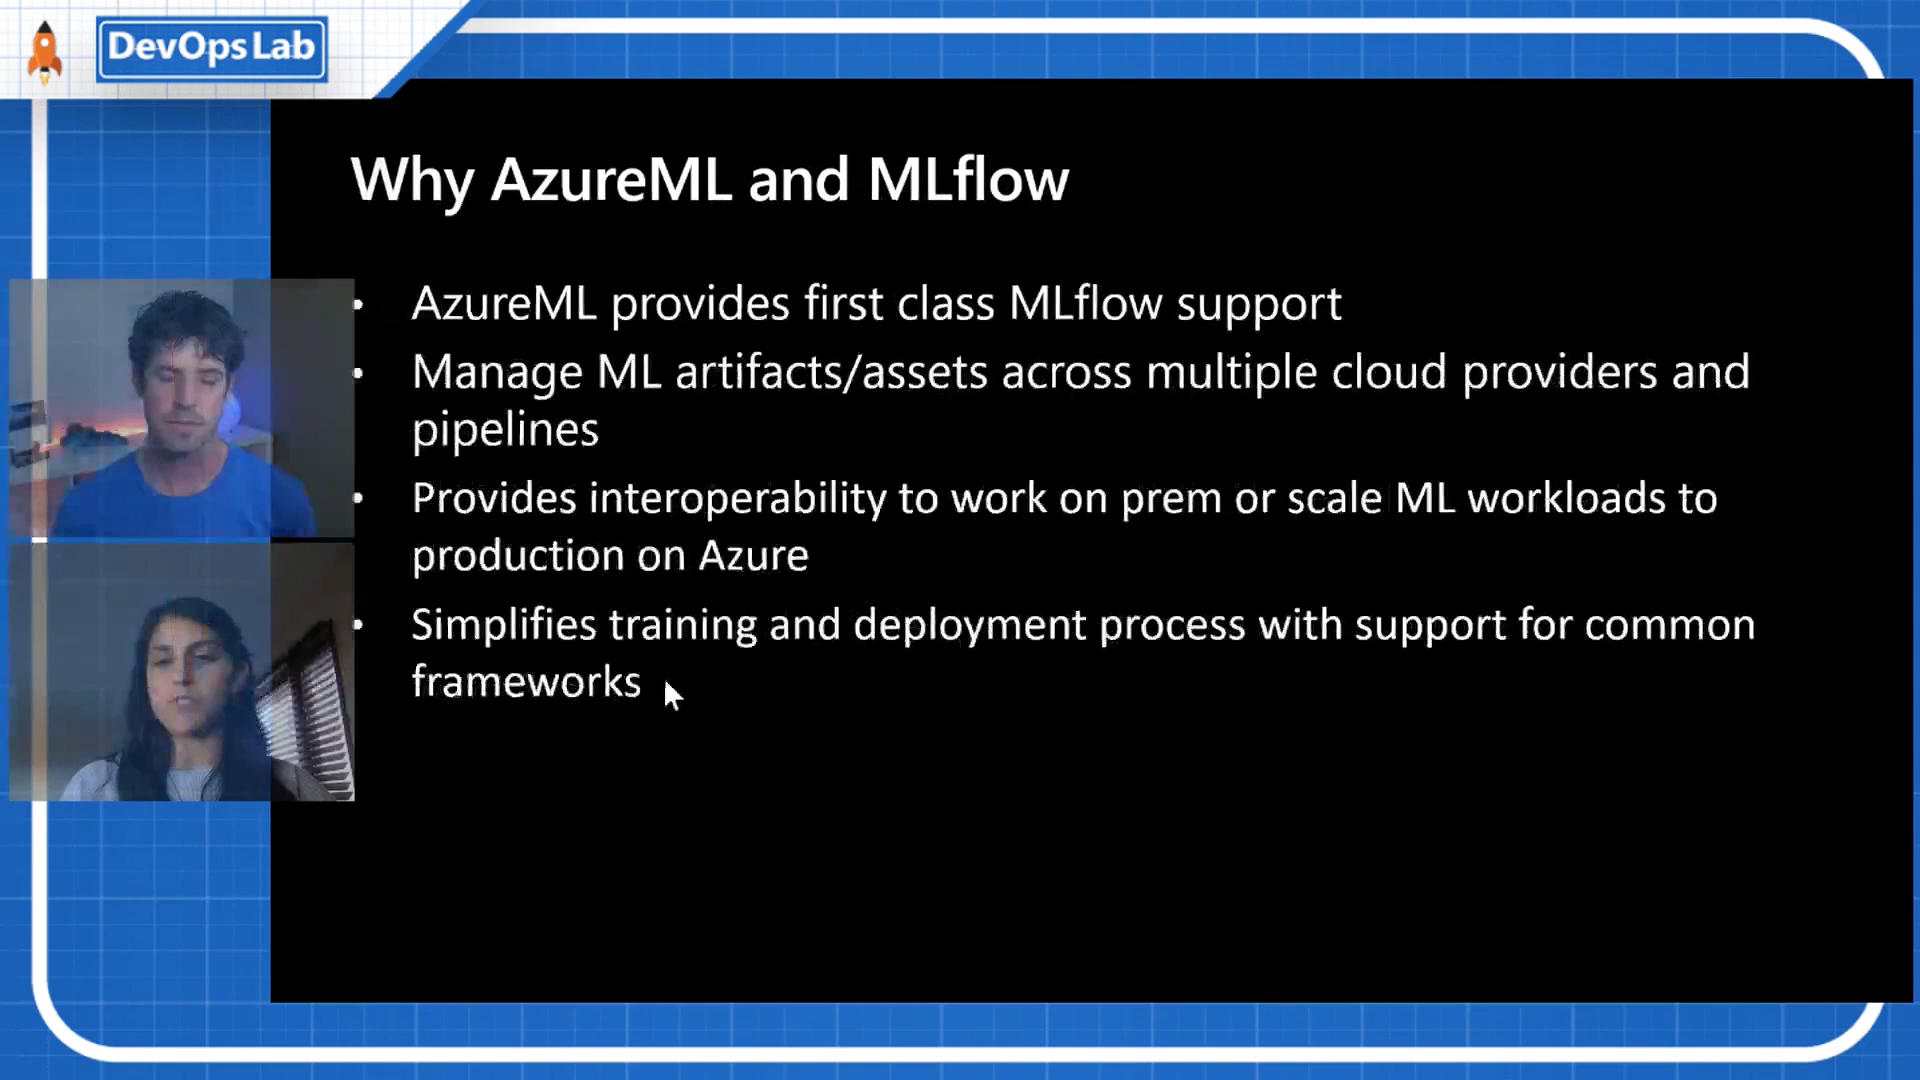 DevOps Lab
Why AzureML and MLflow
• AzureML provides first class MLflow support
• Manage ML artifacts/assets across multiple cloud providers and
pipelines
• Provides interoperability to work on prem or scale ML workloads to
production on Azure
• Simplifies training and deployment process with support for common
frameworks